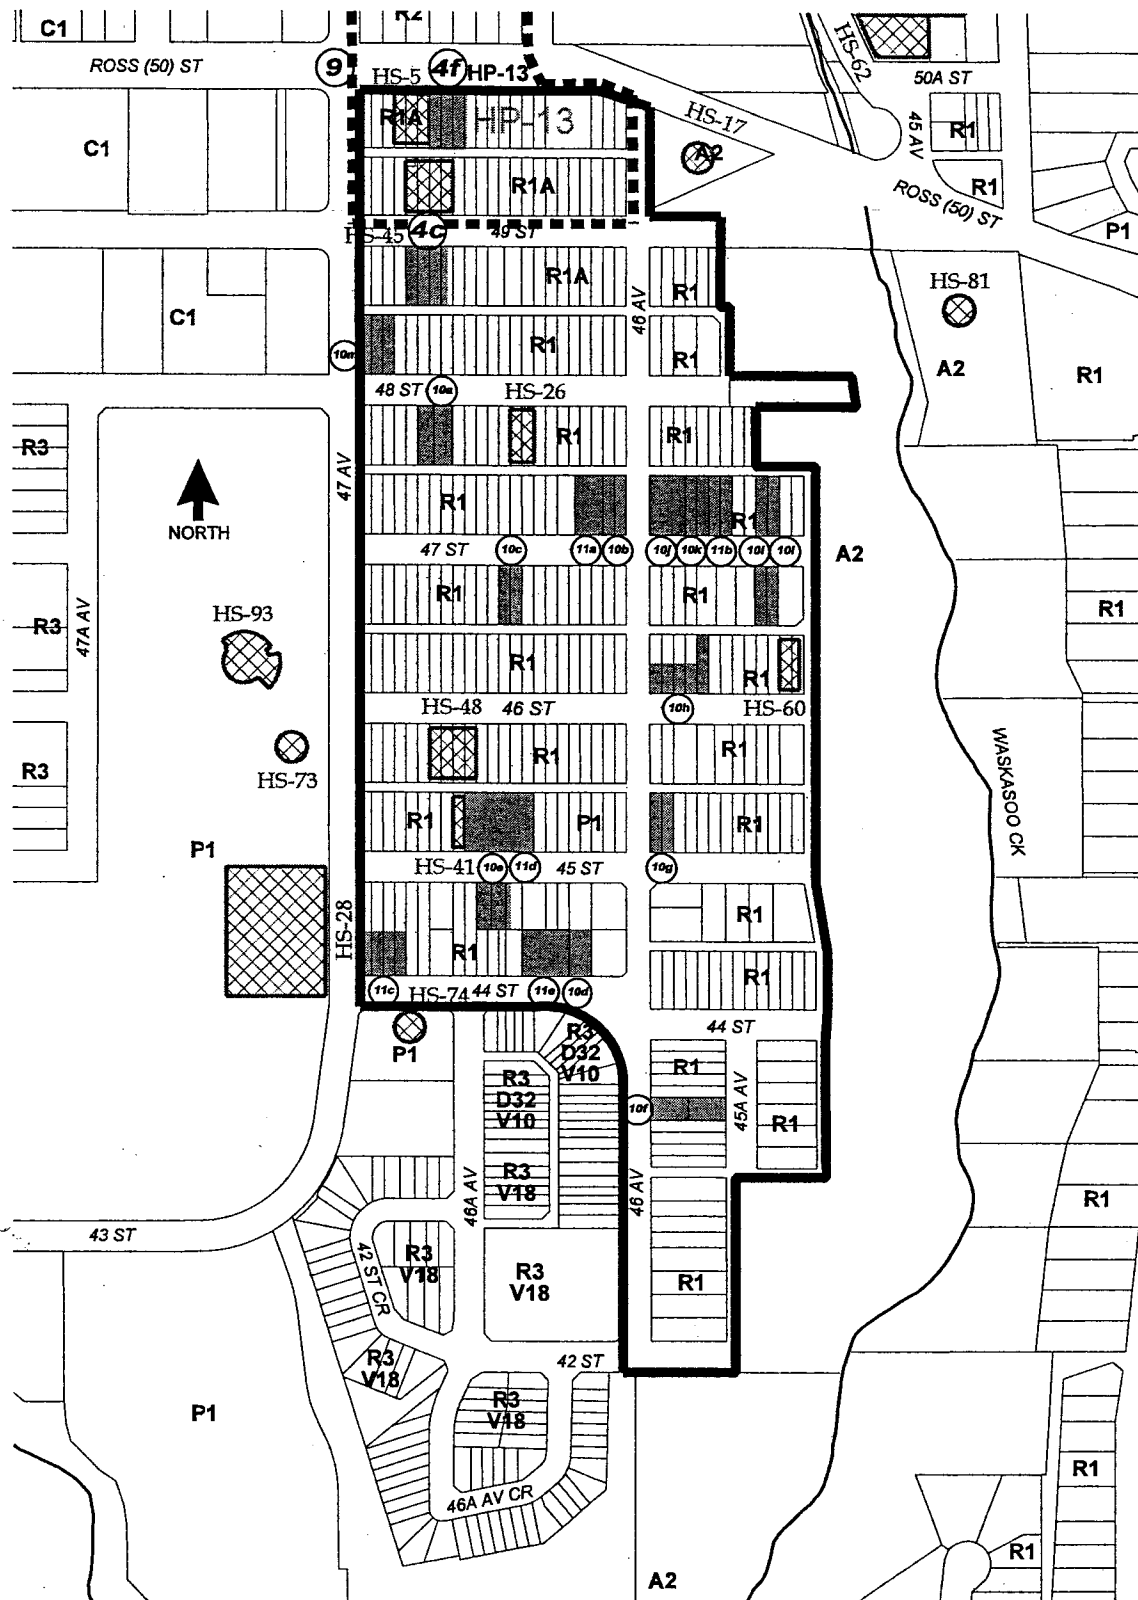 C1
R2
ROSS (50) ST
9
HS-5
4f
HP-13
HS-62
50A ST
R1A
HP-13
HS-17
45 AV
R1
C1
A2
R1A
R1
ROSS (50) ST
P1
HS-45
4c
49 ST
R1A
R1
HS-81
C1
46 AV
R1
R1
10m
A2
R1
48 ST
10a
HS-26
R3
R1
R1
47 AV
R1
R1
NORTH
47 ST
10c
11a
10b
10j
10k
11b
10l
10i
A2
R1
R1
R1
47A AV
R3
HS-93
R1
R1
HS-48
46 ST
10h
HS-60
R3
HS-73
R1
R1
WASKASOO CK
P1
R1
P1
R1
HS-41
10e
11d
45 ST
10g
HS-28
R1
R1
R1
11c
HS-74
44 ST
11e
10d
44 ST
P1
R3
D32
V10
R3
D32
V10
R1
45A AV
10f
R1
R3
V18
46A AV
46 AV
R1
43 ST
42 ST CR
R3
V18
R3
V18
R1
R3
V18
42 ST
R3
V18
P1
R1
46A AV CR
R1
A2